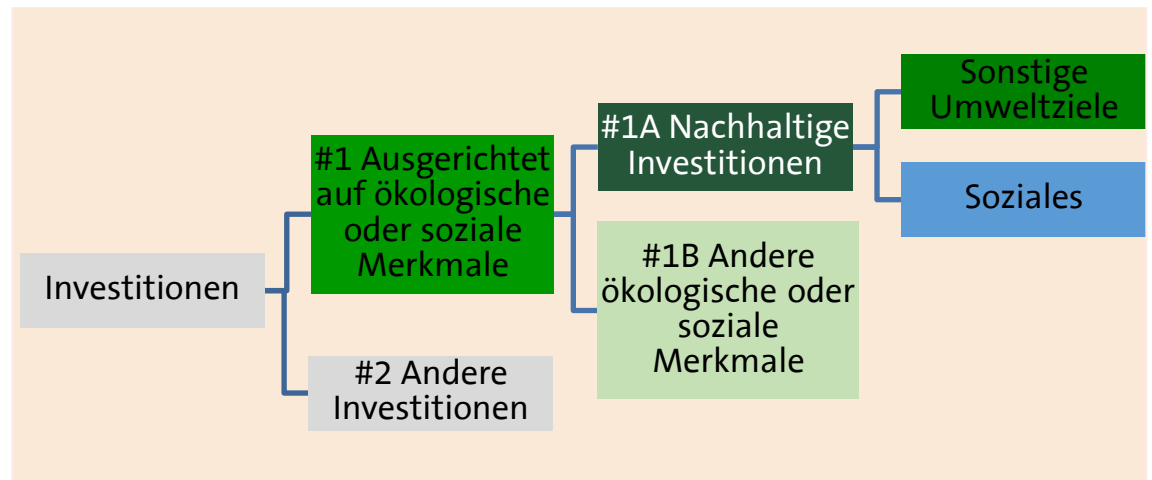 Investitionen
#1 Ausgerichtet
auf ökologische
oder soziale
Merkmale
#2 Andere
Investitionen
#1A Nachhaltige
Investitionen
#1B Andere
ökologische oder
soziale
Merkmale
Sonstige
Umweltziele
Soziales